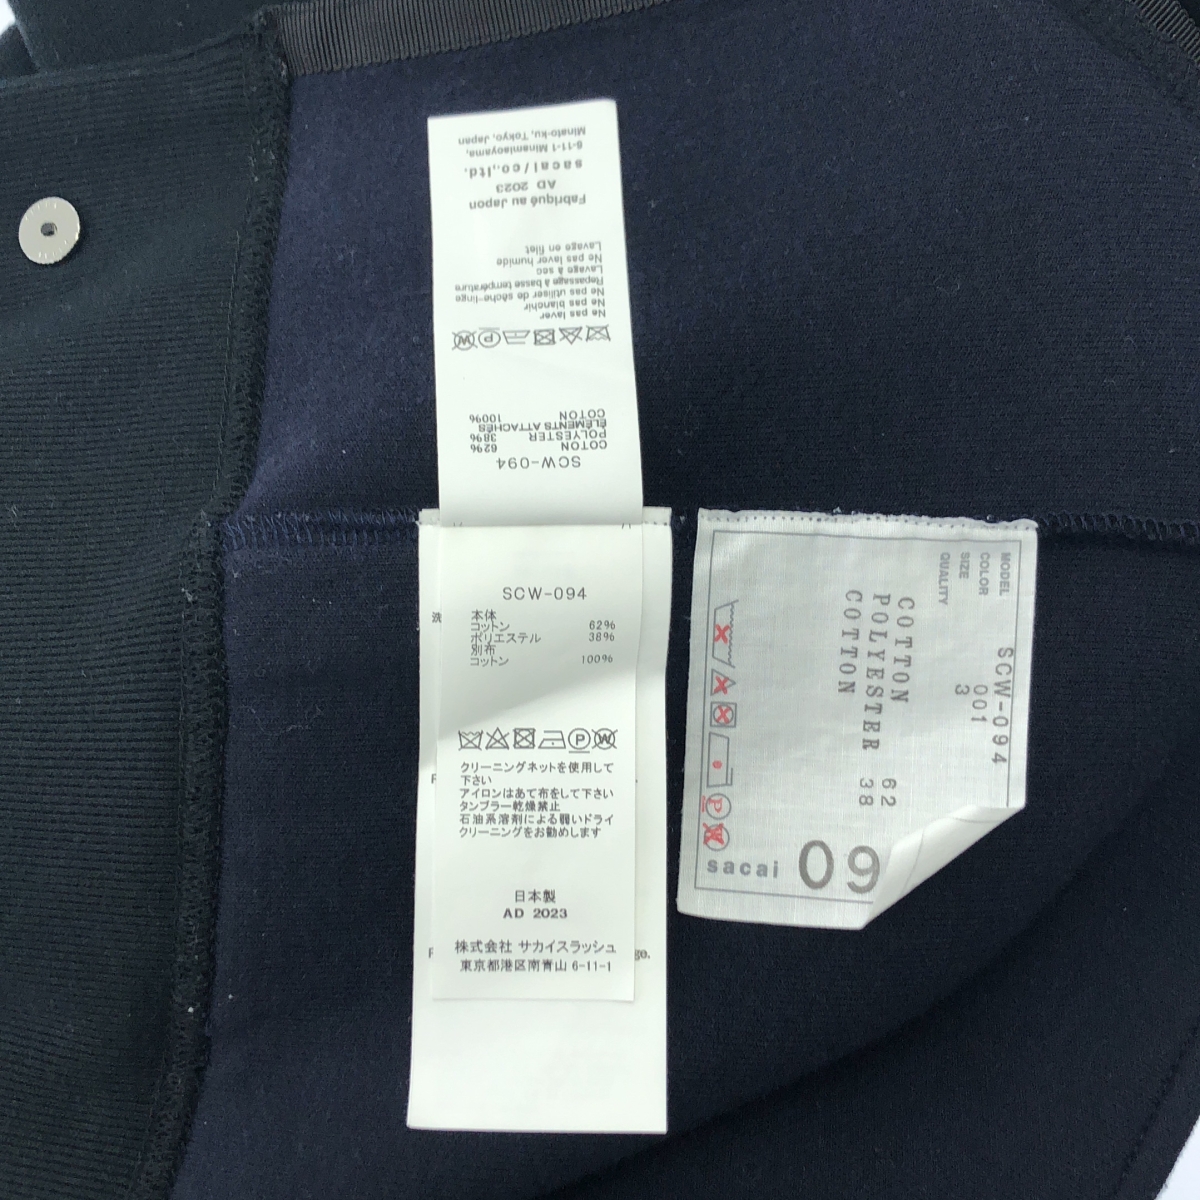 SCW-094
COTTON 62%
POLYESTER 38%
ÉLÉMENTS ATTACHÉS
COTON 100%
Ne pas laver
Ne pas blanchir
Ne pas utiliser de sèche-linge
Repassage à basse température
Lavage à sec
Ne pas laver humide
Lavage en filet
Fabriqué au Japon
AD 2023
sacai/co.,ltd.
6-11-1 Minamiaoyama,
Minato-ku, Tokyo, Japan
SCW-094
本体
コットン 62%
ポリエステル 38%
別布
コットン 100%
P W
クリーニングネットを使用して
下さい
アイロンはあて布をして下さい
タンブラー乾燥禁止
石油系溶剤による弱いドライ
クリーニングをお勧めします
日本製
AD 2023
株式会社 サカイスラッシュ
東京都港区南青山 6-11-1
洗
ge.
MODEL SCW-094
COLOR 001
SIZE 3
QUALITY
COTTON 62
POLYESTER 38
COTTON
sacai 09